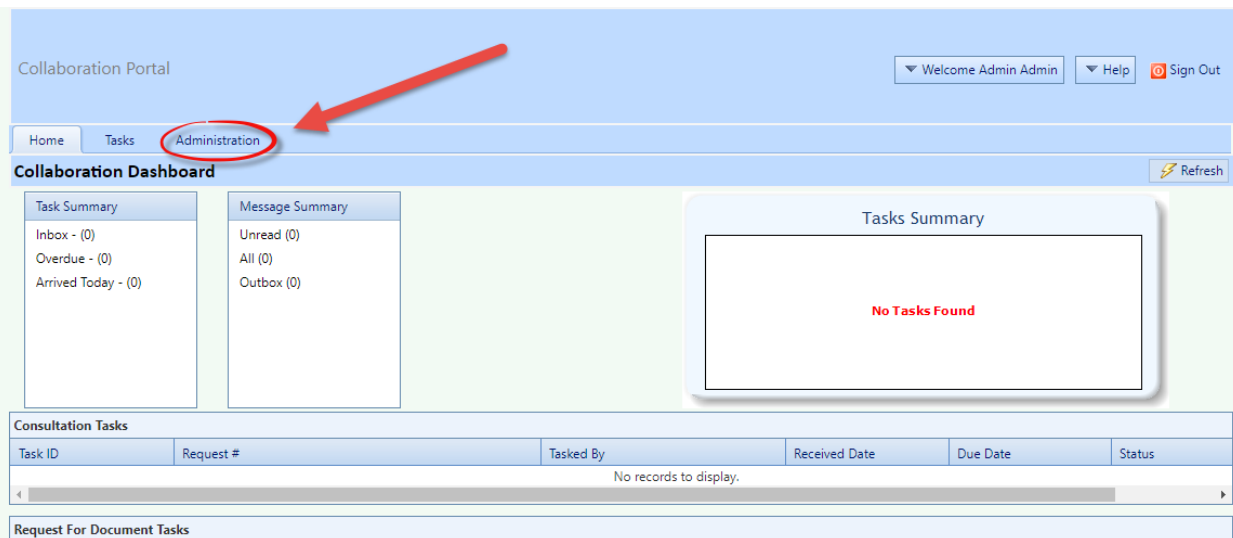 Collaboration Portal
Welcome Admin Admin
Help
Sign Out
Home Tasks Administration
Collaboration Dashboard
Refresh
Task Summary
Inbox - (0)
Overdue - (0)
Arrived Today - (0)
Message Summary
Unread (0)
All (0)
Outbox (0)
Tasks Summary
No Tasks Found
Consultation Tasks
Task ID Request # Tasked By Received Date Due Date Status
No records to display.
Request For Document Tasks